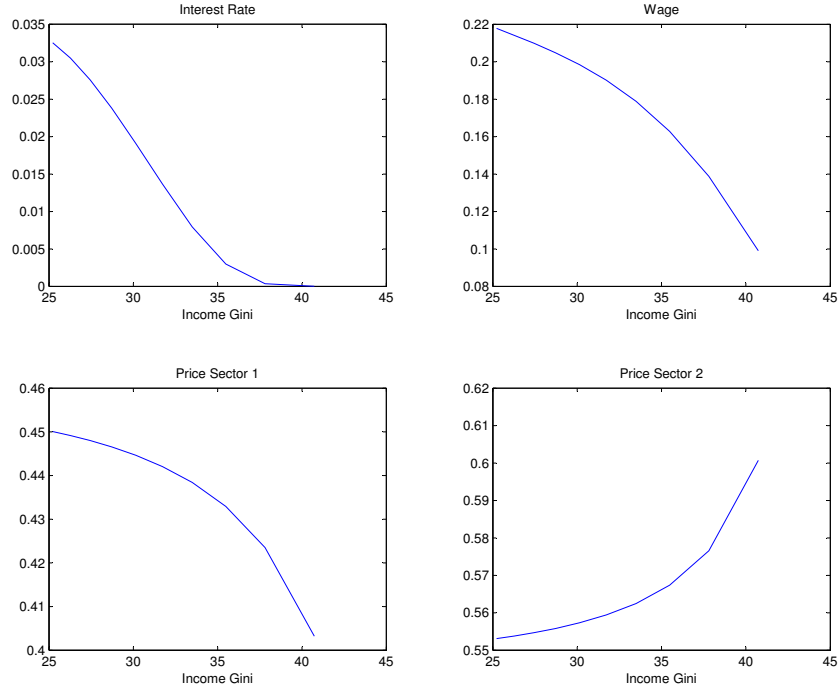 Interest Rate
0.035
0.03
0.025
0.02
0.015
0.01
0.005
0
25 30 35 40 45
Income Gini
Wage
0.22
0.2
0.18
0.16
0.14
0.12
0.1
0.08
25 30 35 40 45
Income Gini
Price Sector 1
0.46
0.45
0.44
0.43
0.42
0.41
0.4
25 30 35 40 45
Income Gini
Price Sector 2
0.62
0.61
0.6
0.59
0.58
0.57
0.56
0.55
25 30 35 40 45
Income Gini